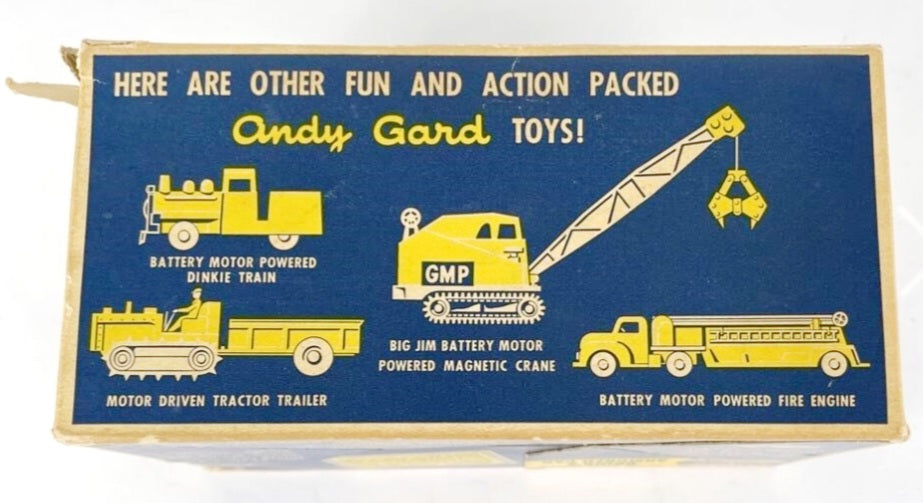 HERE ARE OTHER FUN AND ACTION PACKED
Andy Gard TOYS!
BATTERY MOTOR POWERED
DINKIE TRAIN
GMP
BIG JIM BATTERY MOTOR
POWERED MAGNETIC CRANE
MOTOR DRIVEN TRACTOR TRAILER
BATTERY MOTOR POWERED FIRE ENGINE